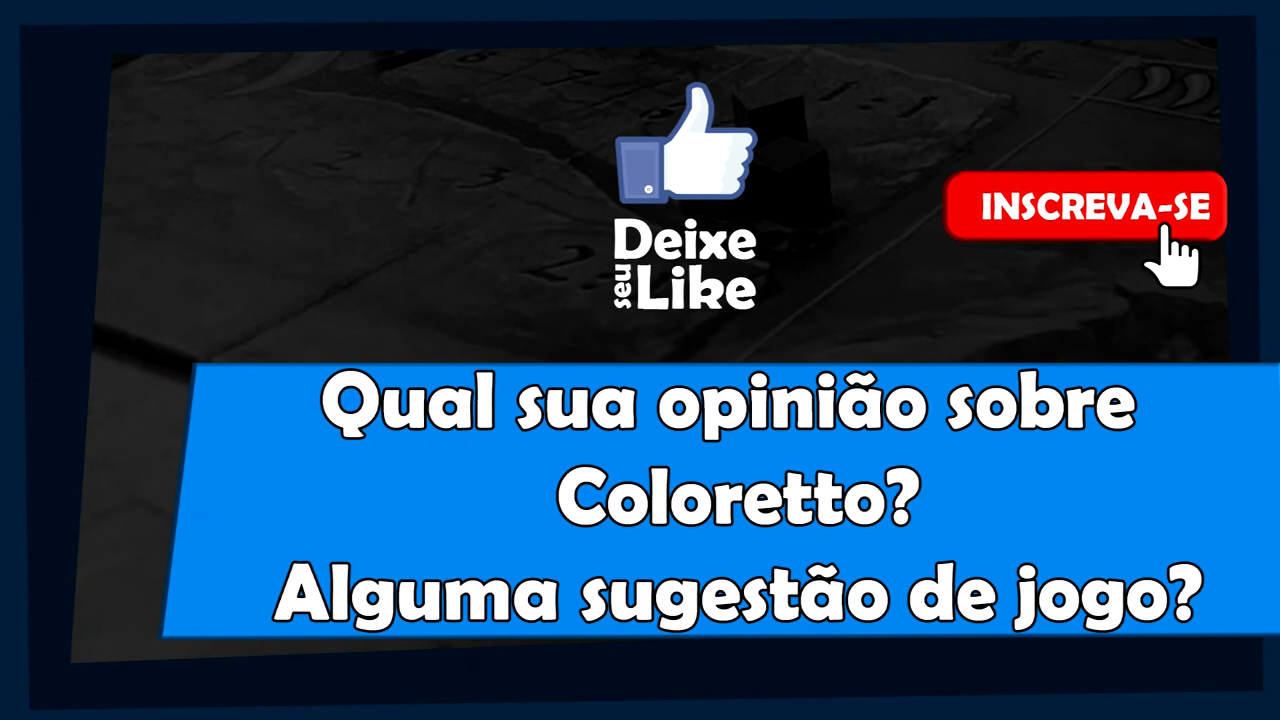 Deixe
seu Like
INSCREVA-SE
Qual sua opinião sobre
Coloretto?
Alguma sugestão de jogo?